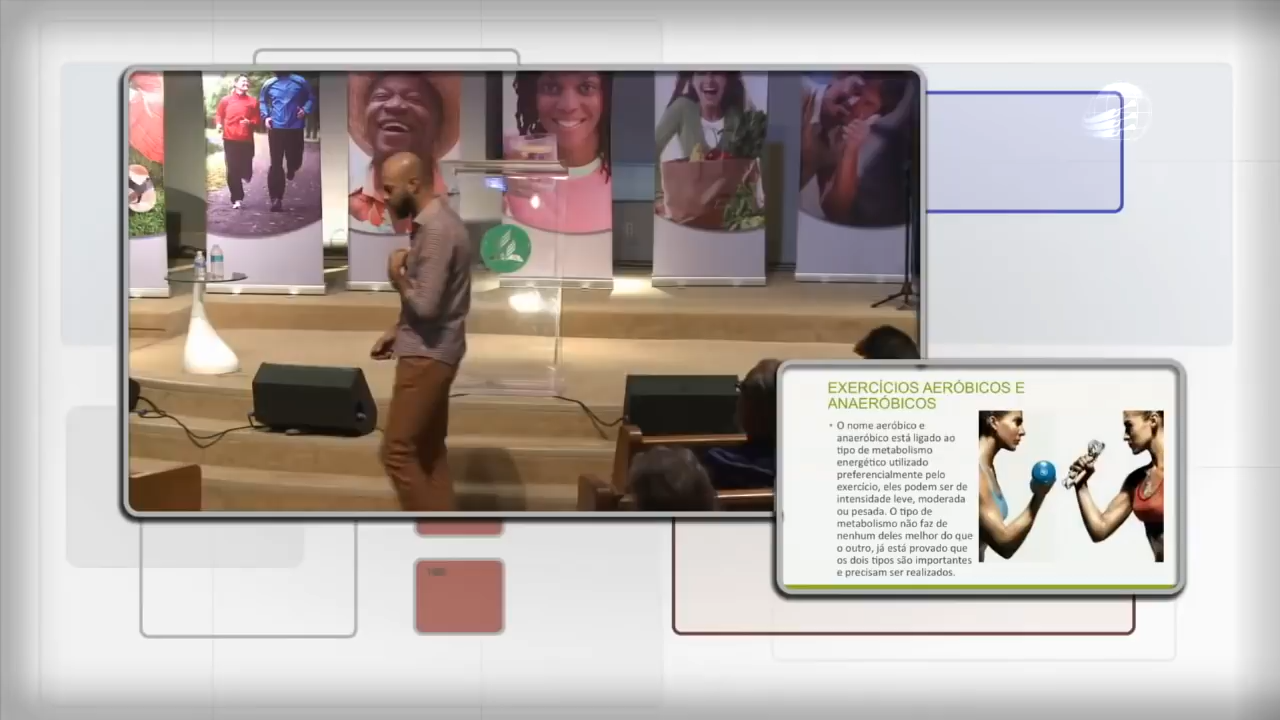 EXERCÍCIOS AERÓBICOS E
ANAERÓBICOS
• O nome aeróbico e
anaeróbico está ligado ao
tipo de metabolismo
energético utilizado
preferencialmente pelo
exercício, eles podem ser de
intensidade leve, moderada
ou pesada. O tipo de
metabolismo não faz de
nenhum deles melhor do que
o outro, já está provado que
os dois tipos são importantes
e precisam ser realizados.